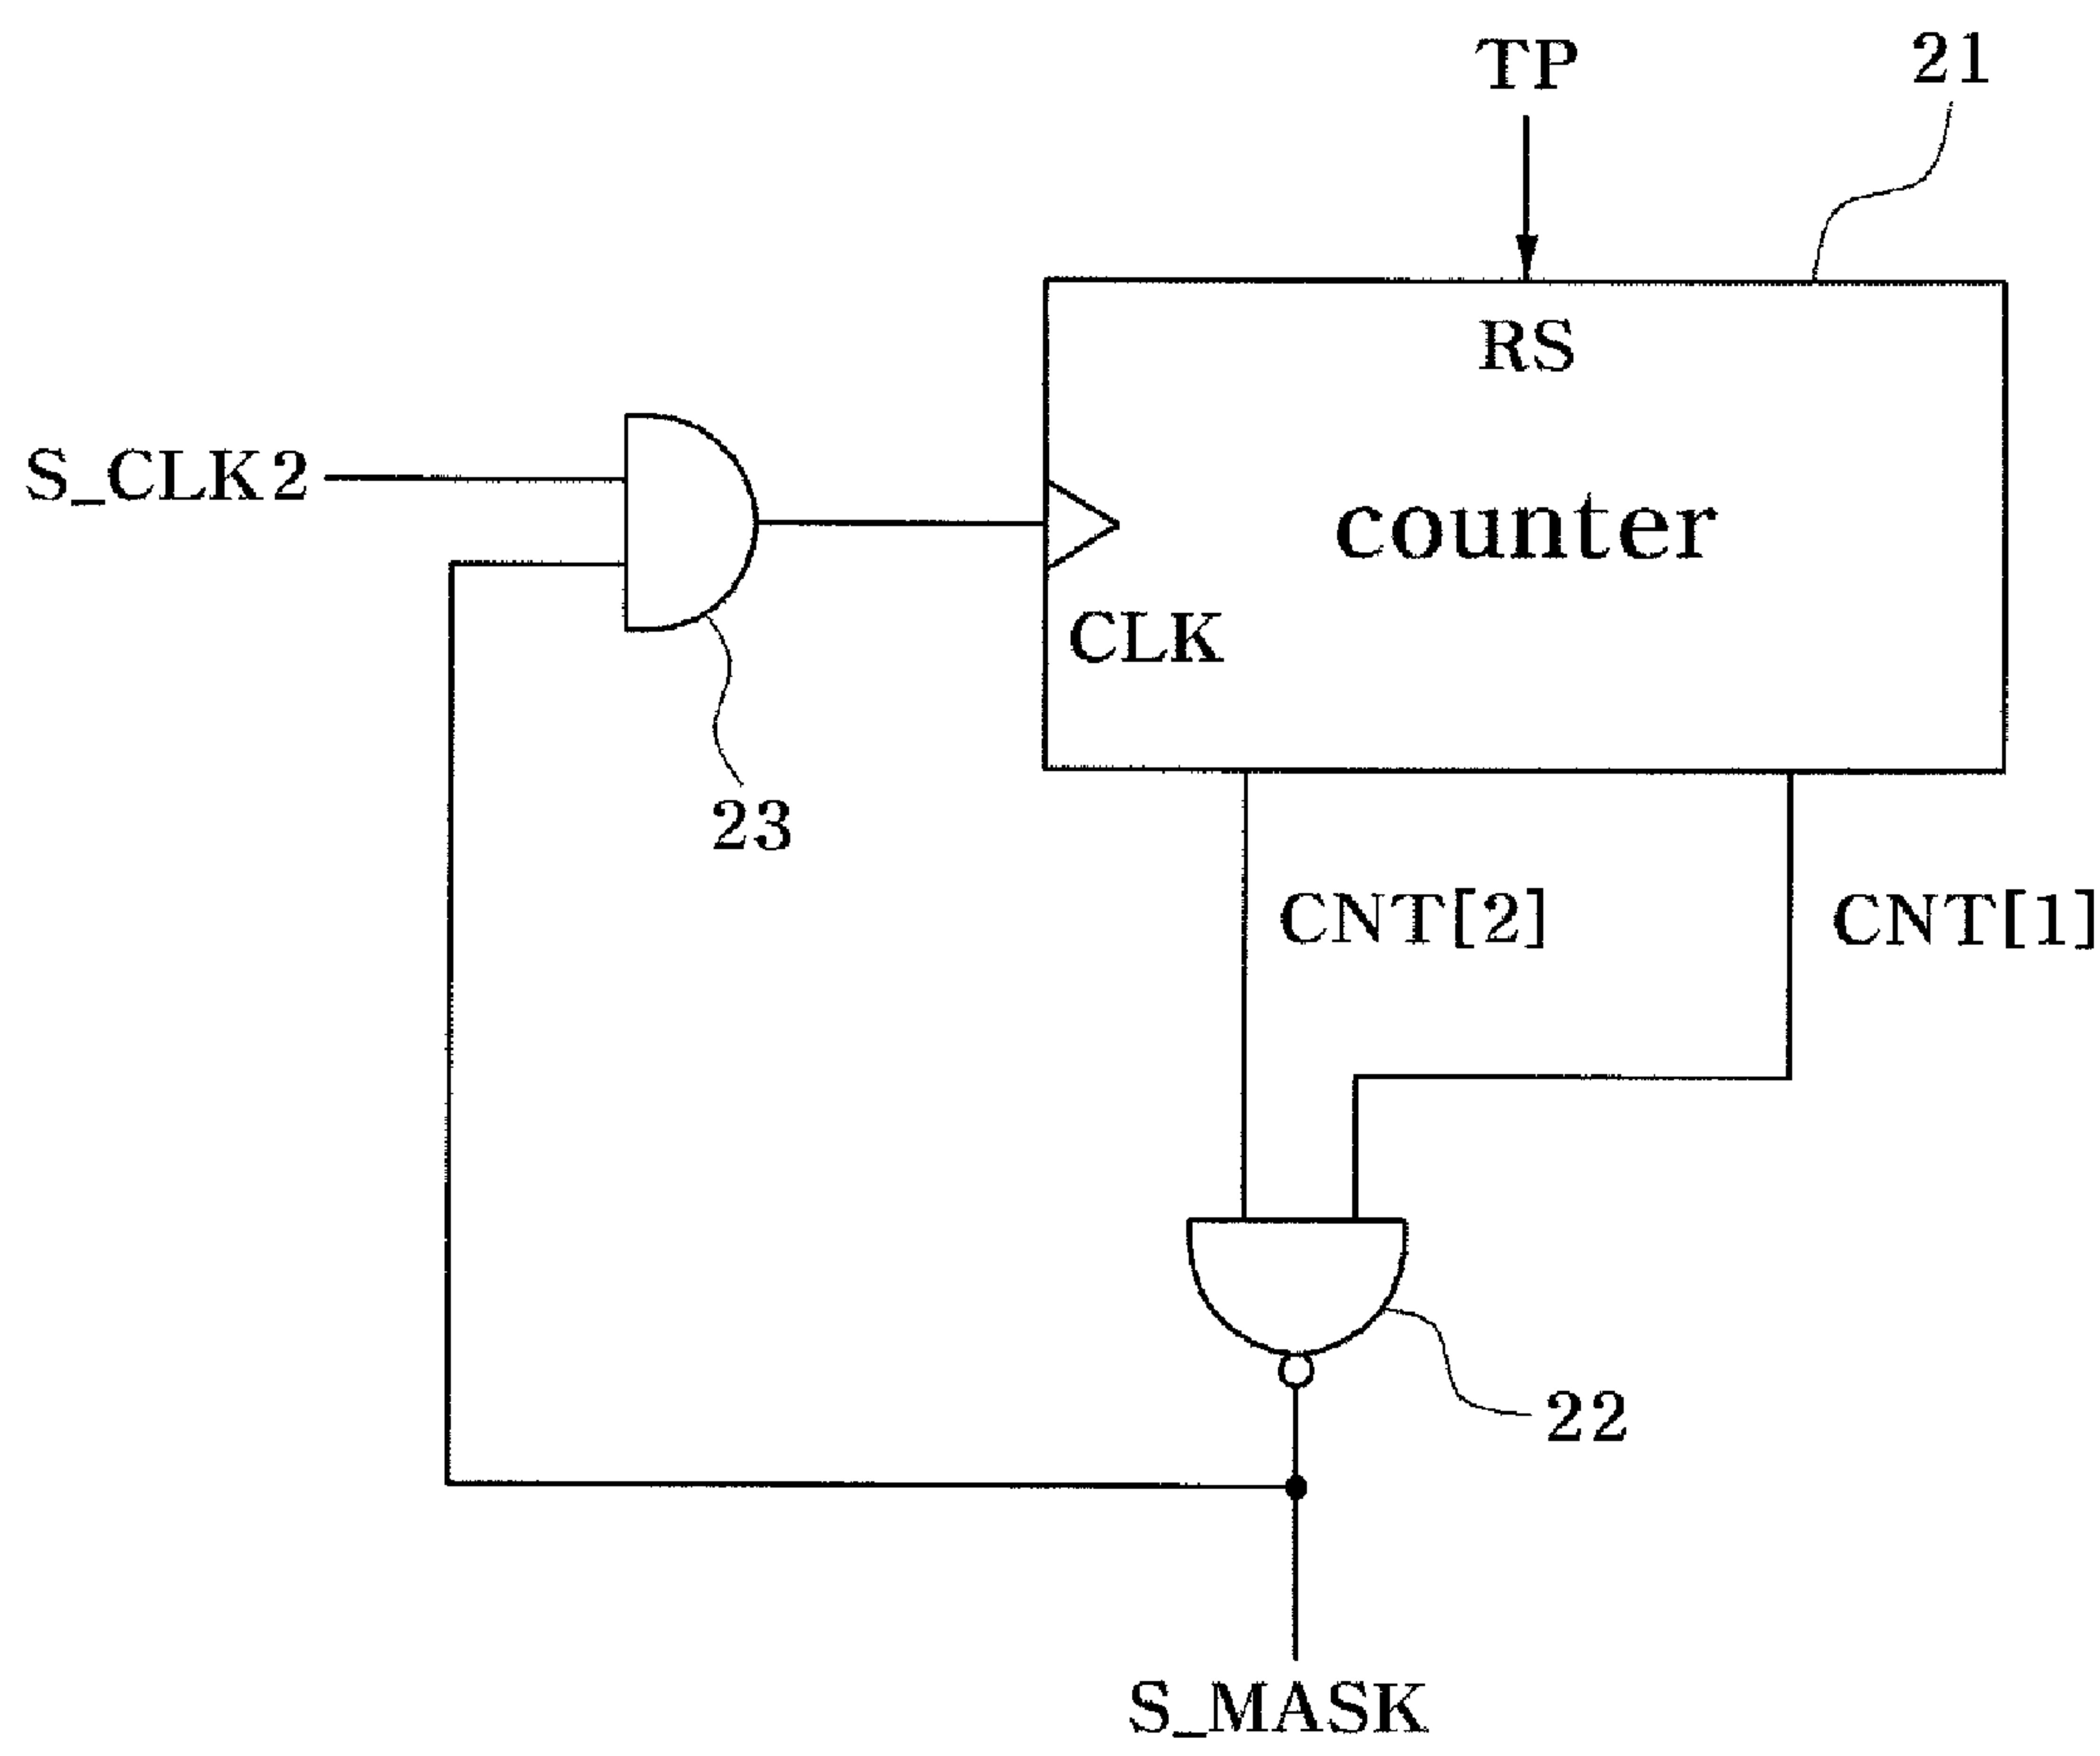 TP
21
RS
S_CLK2
counter
CLK
23
CNT[2]
CNT[1]
22
S_MASK